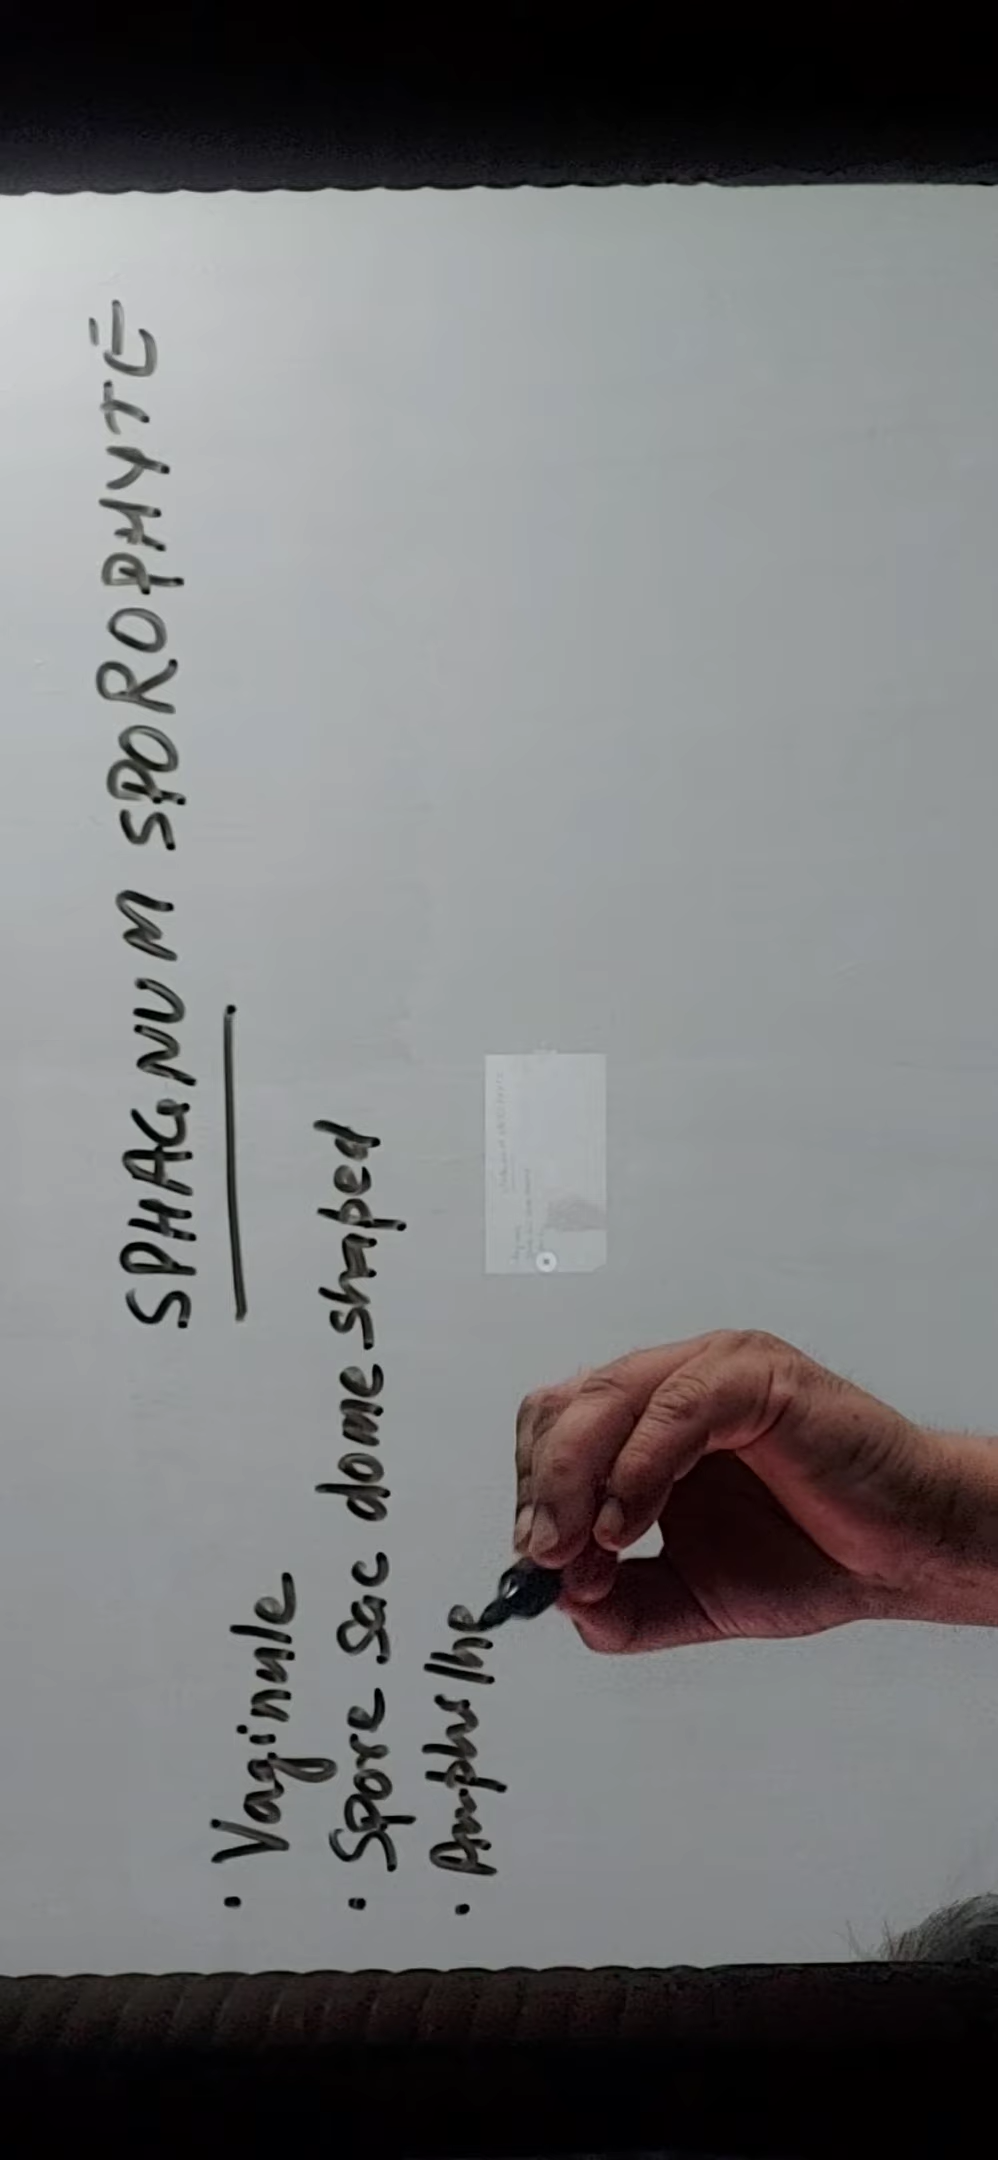 SPHAGNUM SPOROPHYTE
• Vaginule
• Spore sac dome shaped
• Amphithe